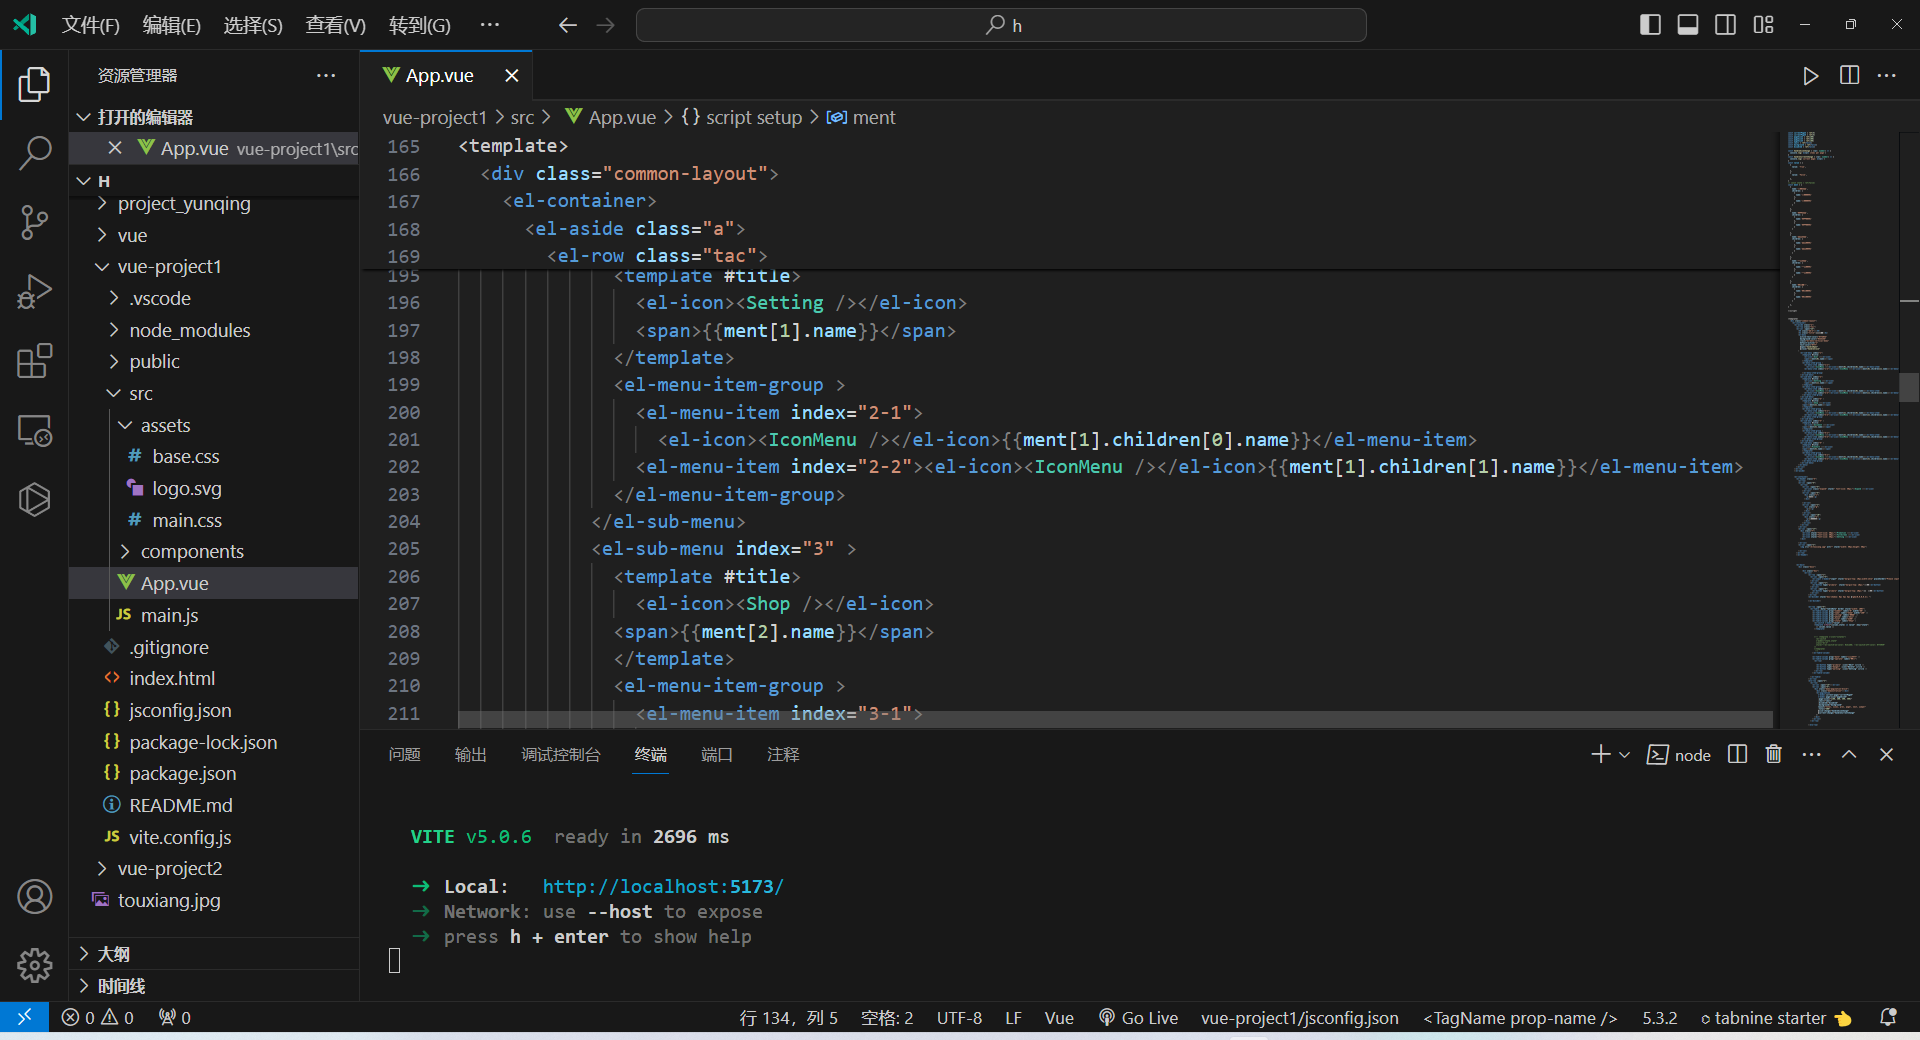 文件(F) 编辑(E) 选择(S) 查看(V) 转到(G) ··· h
资源管理器 ···
打开的编辑器
App.vue vue-project1\src
H
project_yunqing
vue
vue-project1
.vscode
node_modules
public
src
assets
# base.css
logo.svg
# main.css
components
App.vue
JS main.js
.gitignore
<> index.html
{} jsconfig.json
{} package-lock.json
{} package.json
README.md
JS vite.config.js
vue-project2
touxiang.jpg
大纲
时间线
App.vue
vue-project1 > src > App.vue > {} script setup > ment
165 <template>
166 <div class="common-layout">
167 <el-container>
168 <el-aside class="a">
169 <el-row class="tac">
195 <template #title>
196 <el-icon><Setting /></el-icon>
197 <span>{{ment[1].name}}</span>
198 </template>
199 <el-menu-item-group >
200 <el-menu-item index="2-1">
201 <el-icon><IconMenu /></el-icon>{{ment[1].children[0].name}}</el-menu-item>
202 <el-menu-item index="2-2"><el-icon><IconMenu /></el-icon>{{ment[1].children[1].name}}</el-menu-item>
203 </el-menu-item-group>
204 </el-sub-menu>
205 <el-sub-menu index="3" >
206 <template #title>
207 <el-icon><Shop /></el-icon>
208 <span>{{ment[2].name}}</span>
209 </template>
210 <el-menu-item-group >
211 <el-menu-item index="3-1">
问题 输出 调试控制台 终端 端口 注释 node
VITE v5.0.6 ready in 2696 ms
➜ Local: http://localhost:5173/
➜ Network: use --host to expose
➜ press h + enter to show help
0 0 0 行 134，列 5 空格: 2 UTF-8 LF Vue Go Live vue-project1/jsconfig.json <TagName prop-name /> 5.3.2 tabnine starter